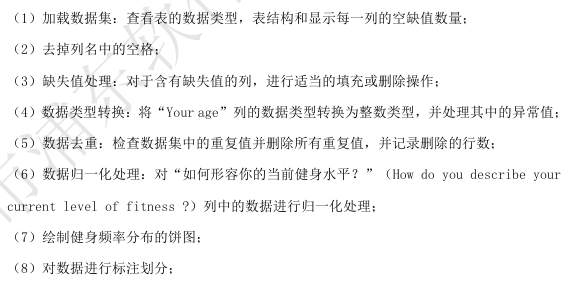 （1）加载数据集：查看表的数据类型，表结构和显示每一列的空缺值数量；
（2）去掉列名中的空格；
（3）缺失值处理：对于含有缺失值的列，进行适当的填充或删除操作；
（4）数据类型转换：将“Your age”列的数据类型转换为整数类型，并处理其中的异常值；
（5）数据去重：检查数据集中的重复值并删除所有重复值，并记录删除的行数；
（6）数据归一化处理：对“如何形容你的当前健身水平？”（How do you describe your
current level of fitness ?）列中的数据进行归一化处理；
（7）绘制健身频率分布的饼图；
（8）对数据进行标注划分；
市浦东软